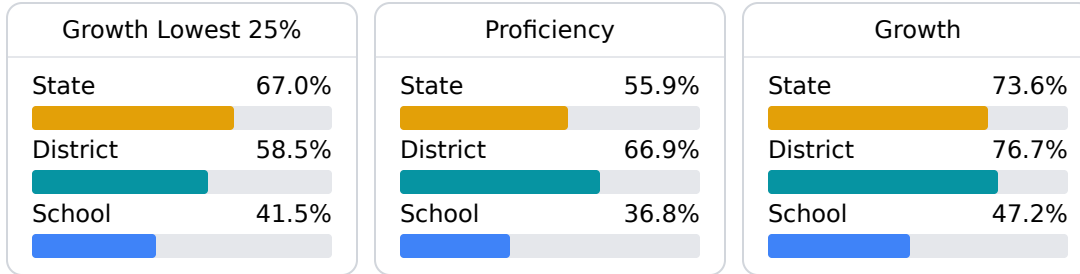 Growth Lowest 25%
State 67.0%
District 58.5%
School 41.5%
Proficiency
State 55.9%
District 66.9%
School 36.8%
Growth
State 73.6%
District 76.7%
School 47.2%